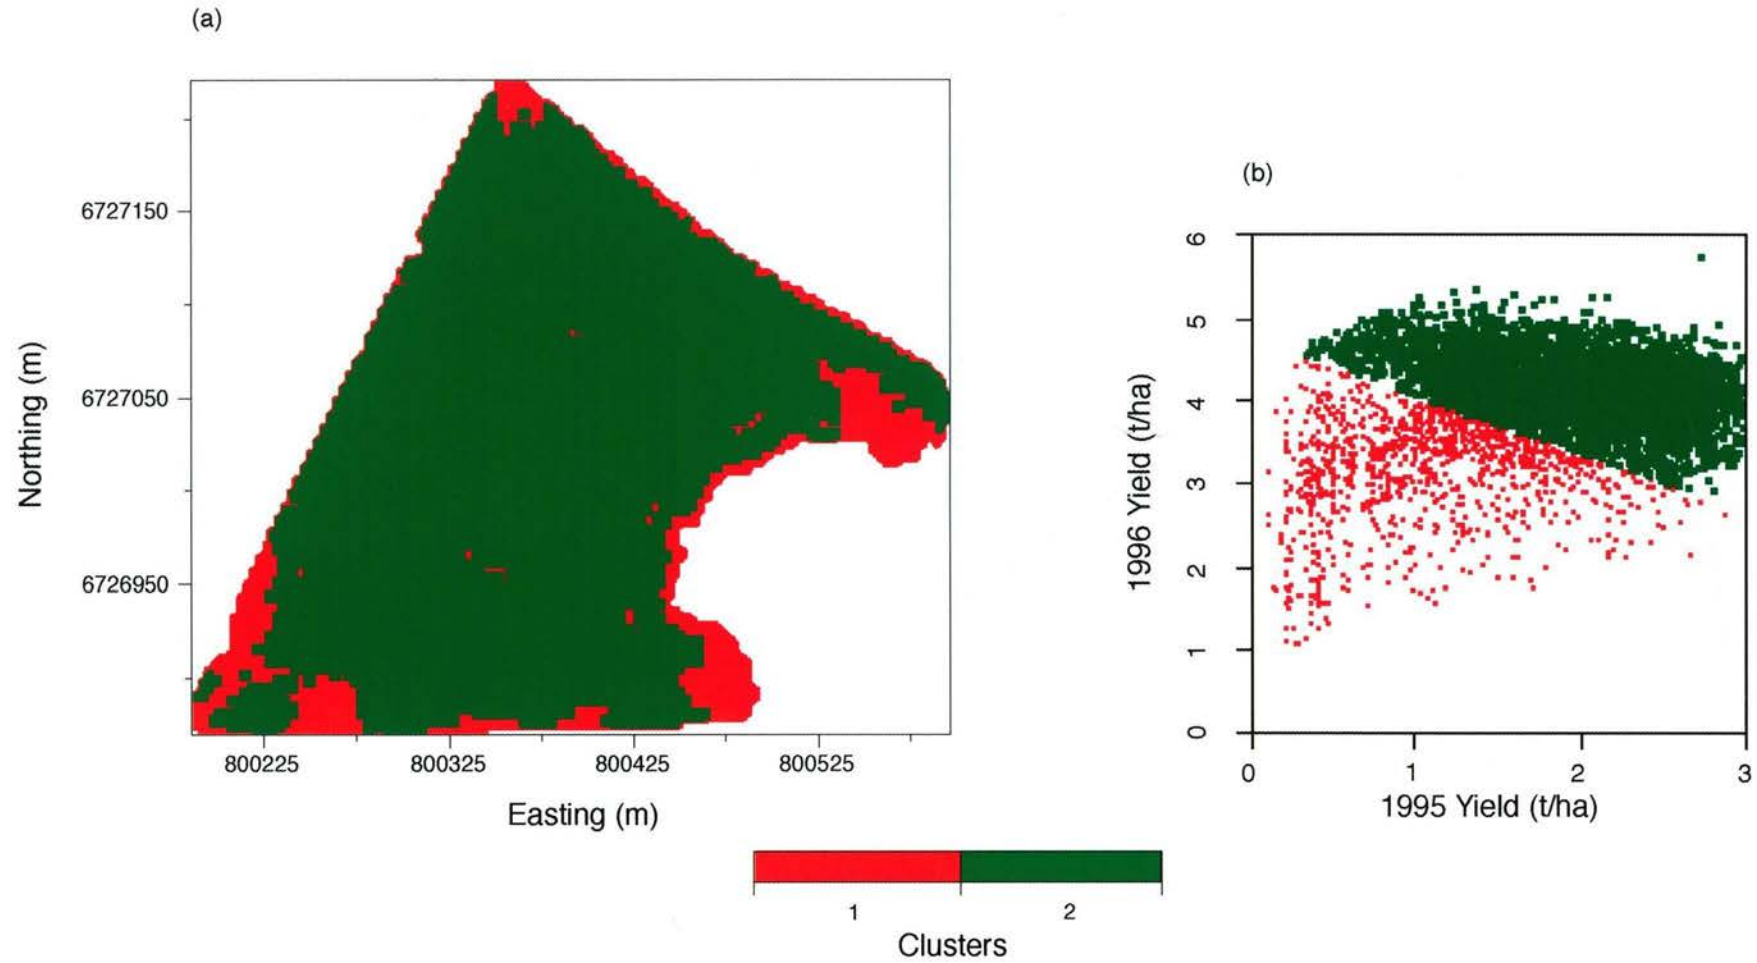 (a)
6727150
6727050
6726950
Northing (m)
800225 800325 800425 800525
Easting (m)
(b)
6
5
4
3
2
1
0
1996 Yield (t/ha)
0 1 2 3
1995 Yield (t/ha)
1 2
Clusters